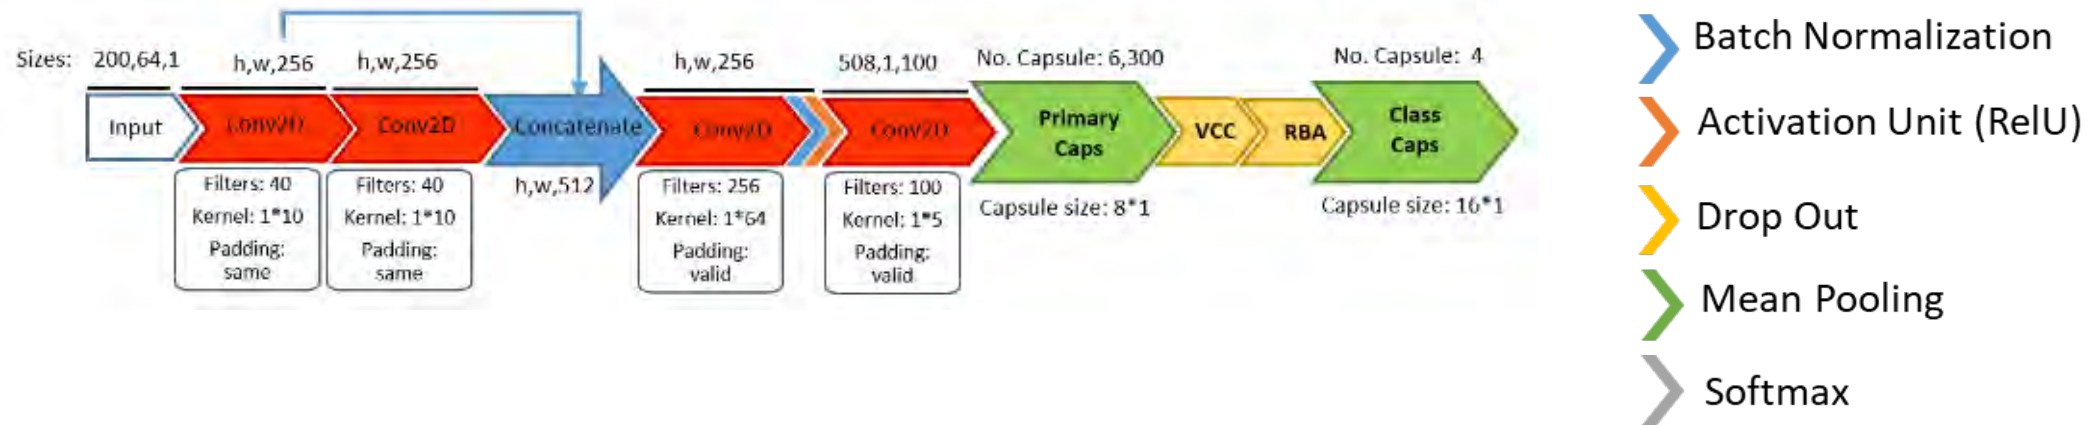 Sizes: 200,64,1 h,w,256 h,w,256 h,w,256 508,1,100 No. Capsule: 6,300 No. Capsule: 4
Input Conv2D Conv2D Concatenate Conv2D Conv2D Primary Caps VCC RBA Class Caps
h,w,512
Filters: 40
Kernel: 1*10
Padding:
same
Filters: 40
Kernel: 1*10
Padding:
same
Filters: 256
Kernel: 1*64
Padding:
valid
Filters: 100
Kernel: 1*5
Padding:
valid
Capsule size: 8*1
Capsule size: 16*1
Batch Normalization
Activation Unit (RelU)
Drop Out
Mean Pooling
Softmax